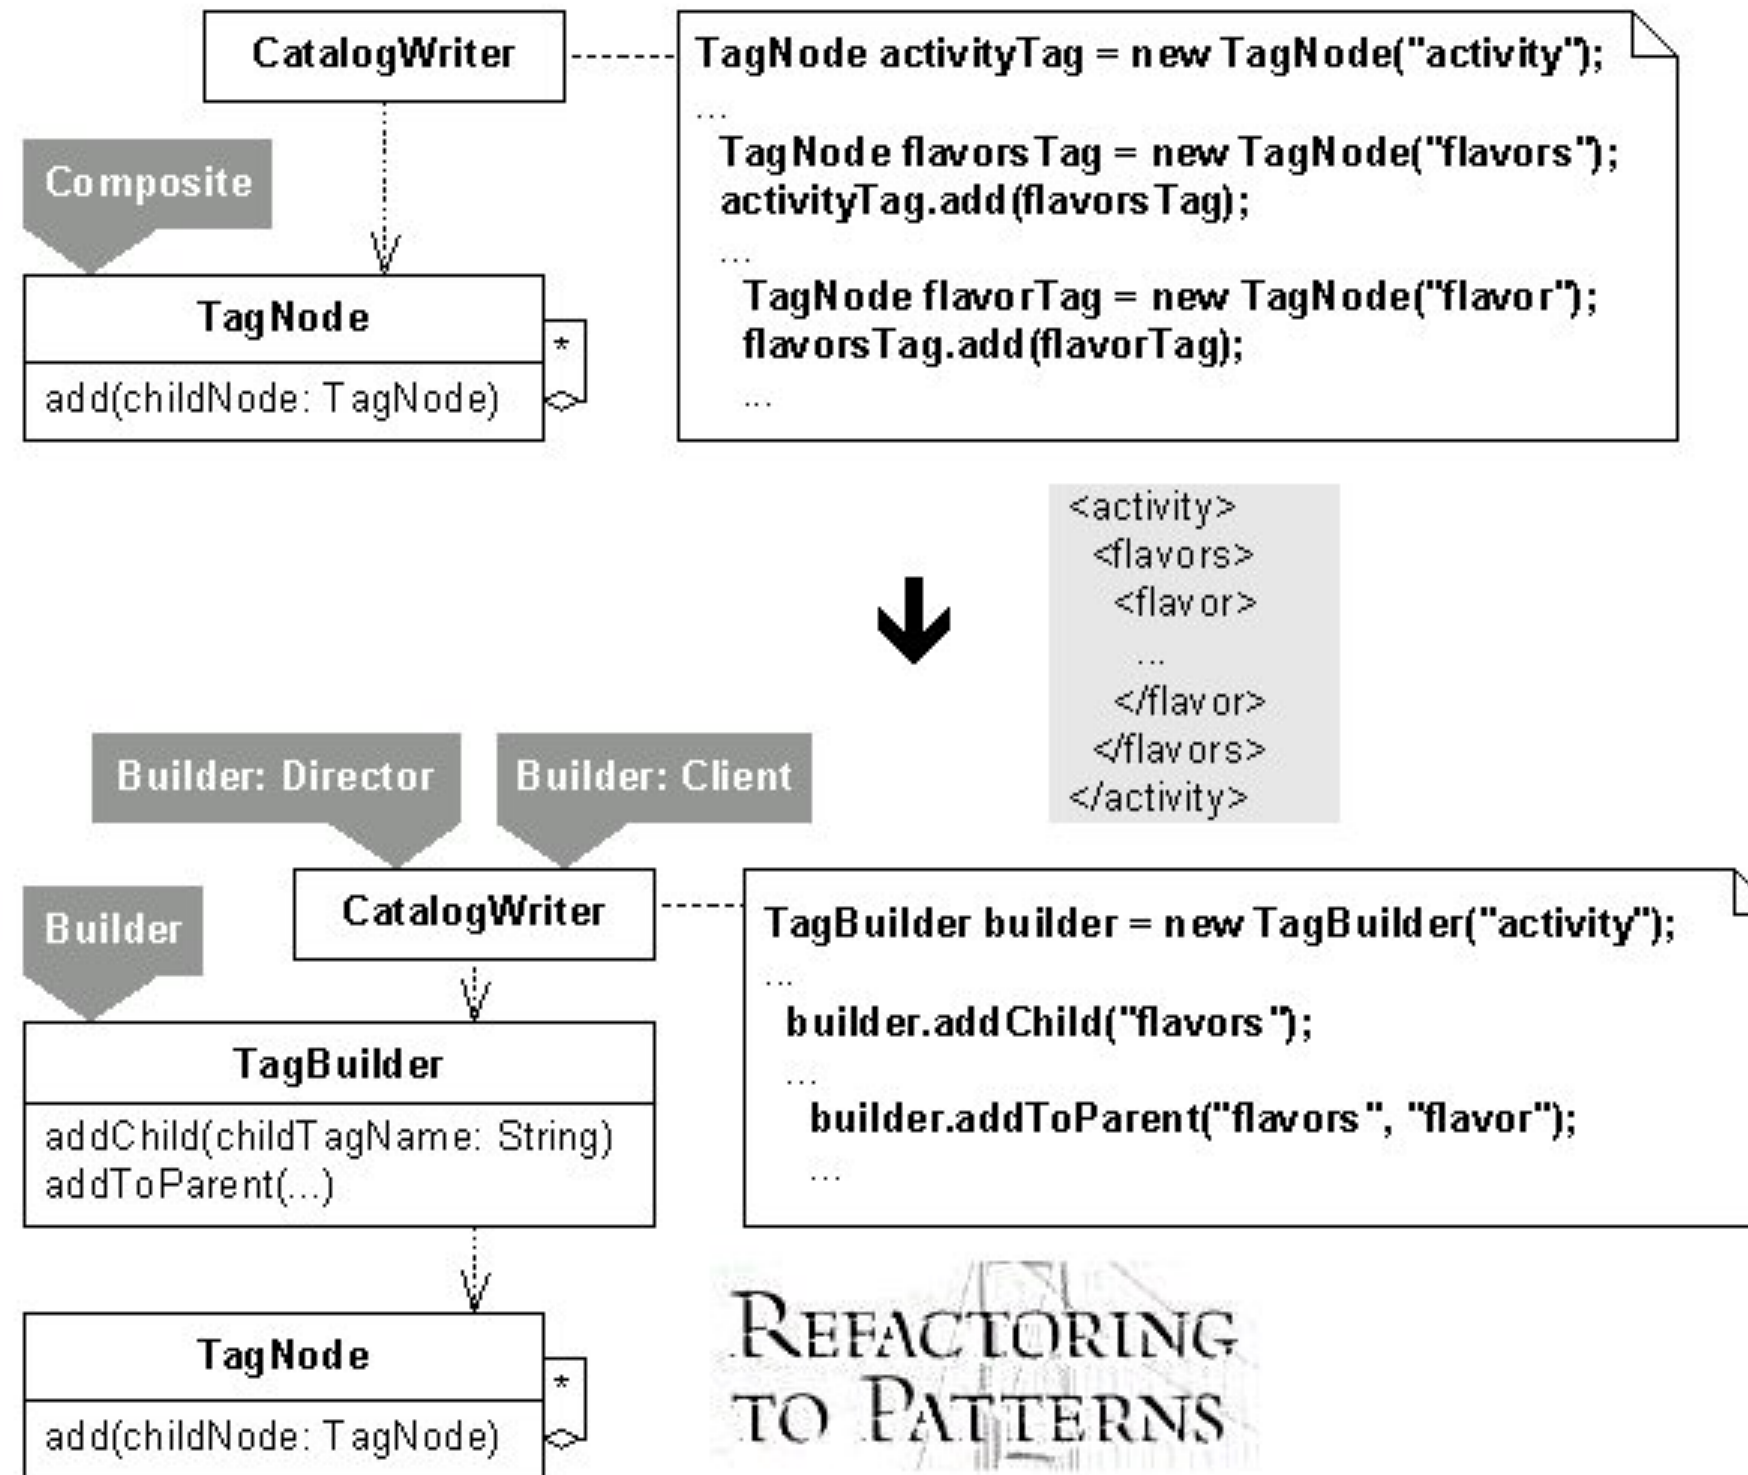 CatalogWriter
TagNode activityTag = new TagNode("activity");
...
TagNode flavorsTag = new TagNode("flavors");
activityTag.add(flavorsTag);
...
TagNode flavorTag = new TagNode("flavor");
flavorsTag.add(flavorTag);
...
Composite
TagNode
*
add(childNode: TagNode)
<activity>
<flavors>
<flavor>
...
</flavor>
</flavors>
</activity>
Builder: Director
Builder: Client
Builder
CatalogWriter
TagBuilder builder = new TagBuilder("activity");
...
builder.addChild("flavors");
...
builder.addToParent("flavors", "flavor");
...
TagBuilder
addChild(childTagName: String)
addToParent(...)
TagNode
*
add(childNode: TagNode)
REFACTORING
TO PATTERNS